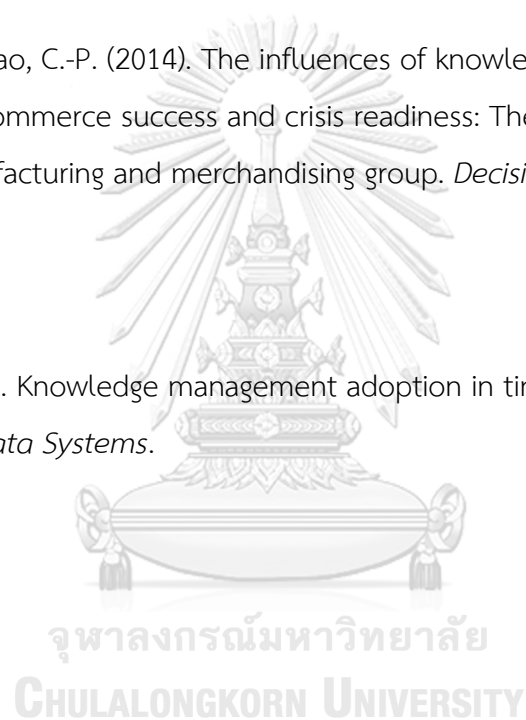 ao, C.-P. (2014). The influences of knowle
ommerce success and crisis readiness: The
facturing and merchandising group. Decisi
. Knowledge management adoption in tir
ata Systems.
จุฬาลงกรณ์มหาวิทยาลัย
CHULALONGKORN UNIVERSITY